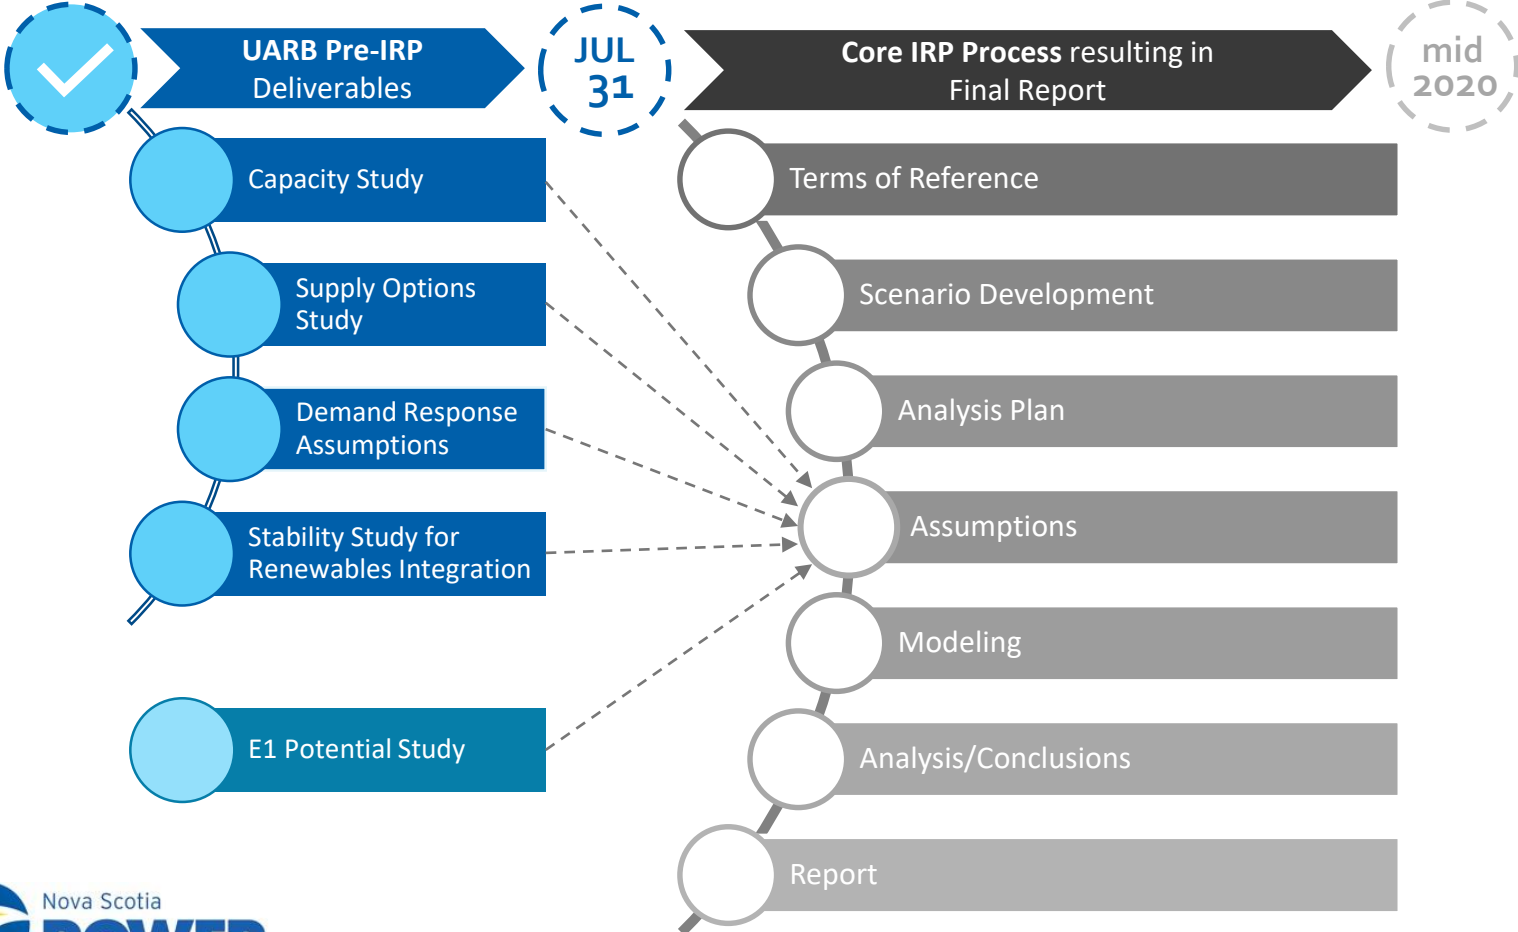 UARB Pre-IRP
Deliverables
JUL
31
Core IRP Process resulting in
Final Report
mid
2020
Capacity Study
Supply Options
Study
Demand Response
Assumptions
Stability Study for
Renewables Integration
E1 Potential Study
Terms of Reference
Scenario Development
Analysis Plan
Assumptions
Modeling
Analysis/Conclusions
Report
Nova Scotia
POWER